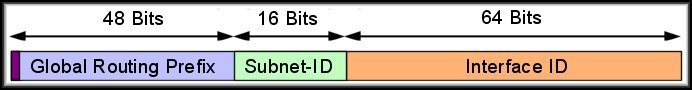 48 Bits 16 Bits 64 Bits
Global Routing Prefix Subnet-ID Interface ID